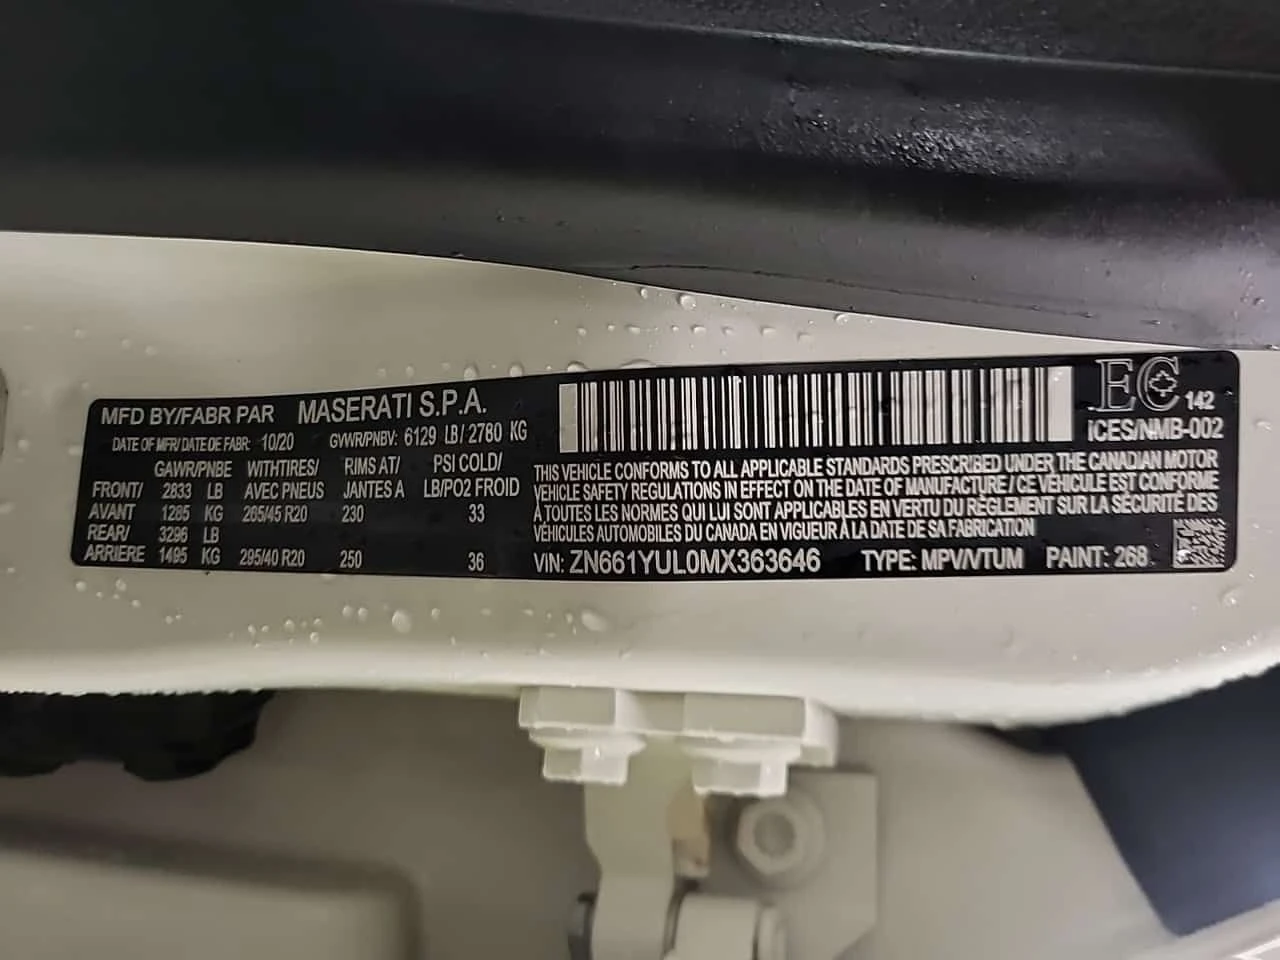 MFD BY/FABR PAR MASERATI S.P.A.
DATE OF MFR/DATE DE FABR: 10/20 GVWR/PNBV: 6129 LB/ 2780 KG
GAWR/PNBE WITH TIRES/ RIMS AT/ PSI COLD/
FRONT/ 2833 LB AVEC PNEUS JANTES A LB/PO2 FROID
AVANT 1285 KG 265/45 R20 230 33
REAR/ 3296 LB
ARRIERE 1495 KG 295/40 R20 250 36
EC 142
ICES/NMB-002
THIS VEHICLE CONFORMS TO ALL APPLICABLE STANDARDS PRESCRIBED UNDER THE CANADIAN MOTOR
VEHICLE SAFETY REGULATIONS IN EFFECT ON THE DATE OF MANUFACTURE / CE VÉHICULE EST CONFORME
À TOUTES LES NORMES QUI LUI SONT APPLICABLES EN VERTU DU RÈGLEMENT SUR LA SÉCURITÉ DES
VÉHICULES AUTOMOBILES DU CANADA EN VIGUEUR À LA DATE DE SA FABRICATION
VIN: ZN661YUL0MX363646 TYPE: MPV/VTUM PAINT: 268